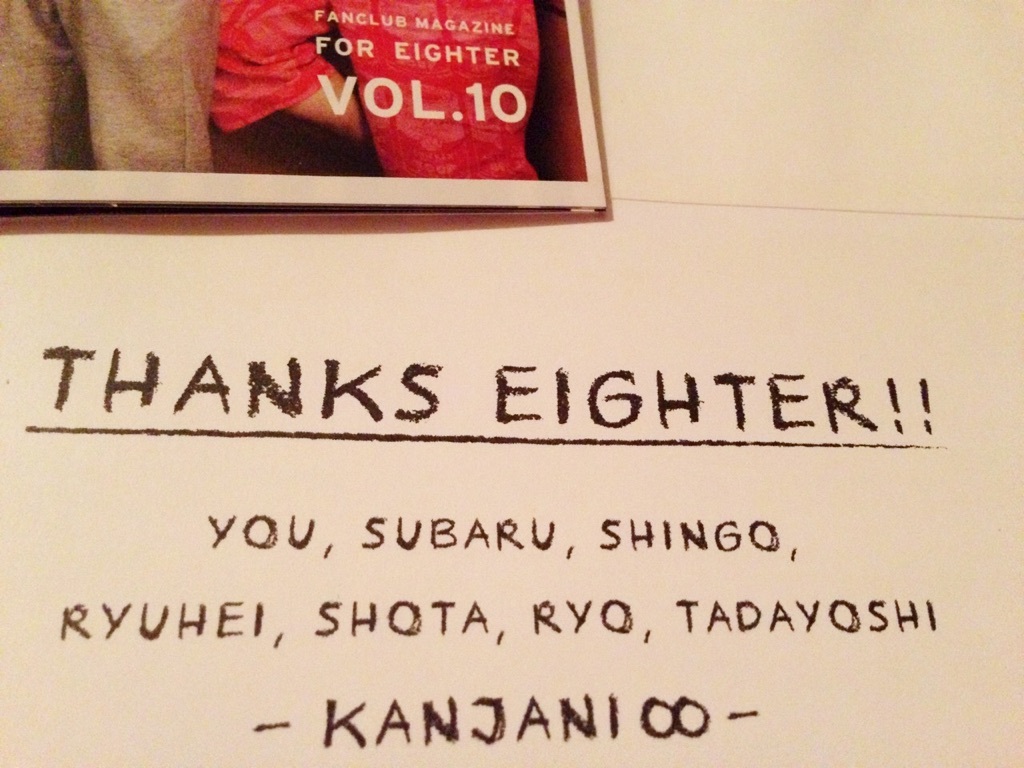 FANCLUB MAGAZINE
FOR EIGHTER
VOL.10
THANKS EIGHTER!!
YOU, SUBARU, SHINGO,
RYUHEI, SHOTA, RYO, TADAYOSHI
- KANJANI∞ -